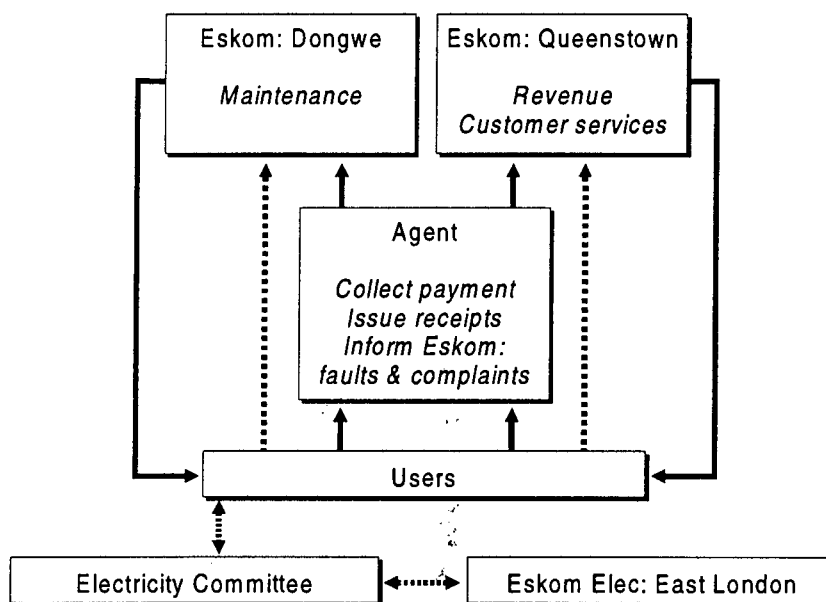 Eskom: Dongwe
Maintenance
Eskom: Queenstown
Revenue
Customer services
Agent
Collect payment
Issue receipts
Inform Eskom:
faults & complaints
Users
Electricity Committee
Eskom Elec: East London